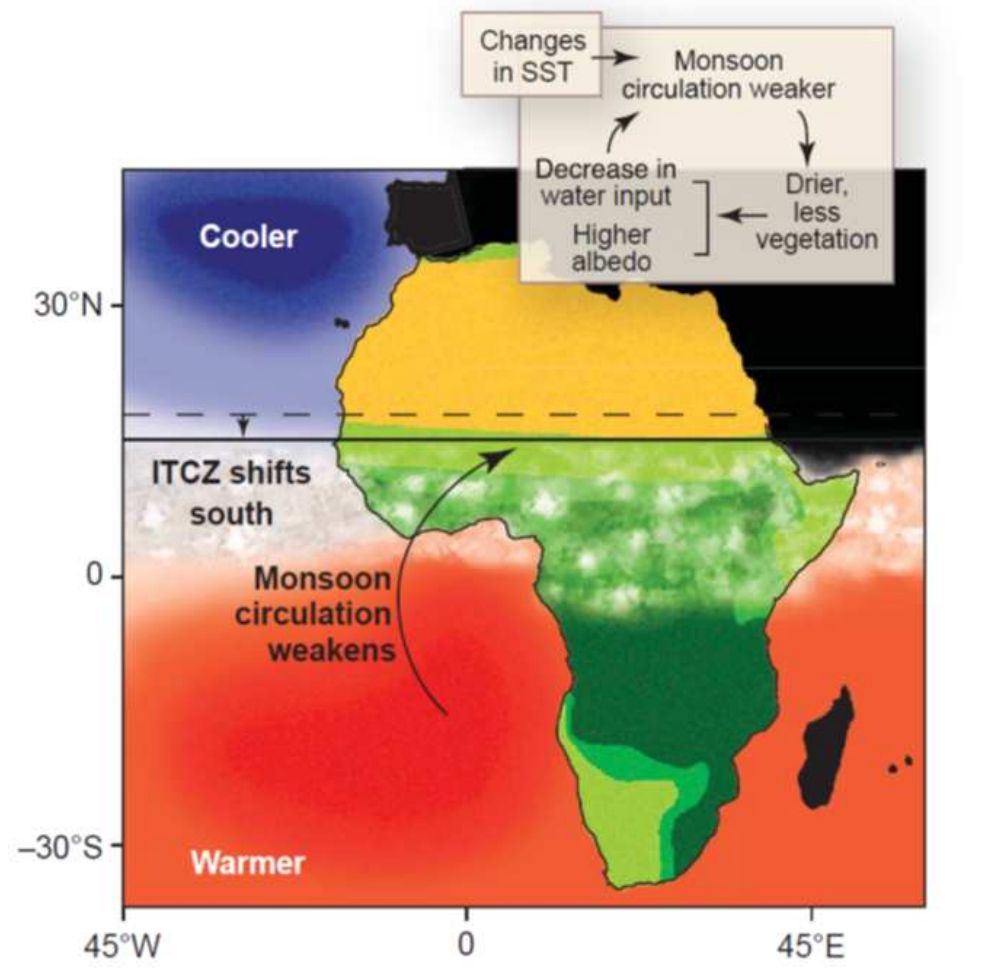 Changes
in SST
Monsoon
circulation weaker
Decrease in
water input
Higher
albedo
Drier,
less
vegetation
Cooler
30°N
ITCZ shifts
south
0
Monsoon
circulation
weakens
–30°S
Warmer
45°W
0
45°E